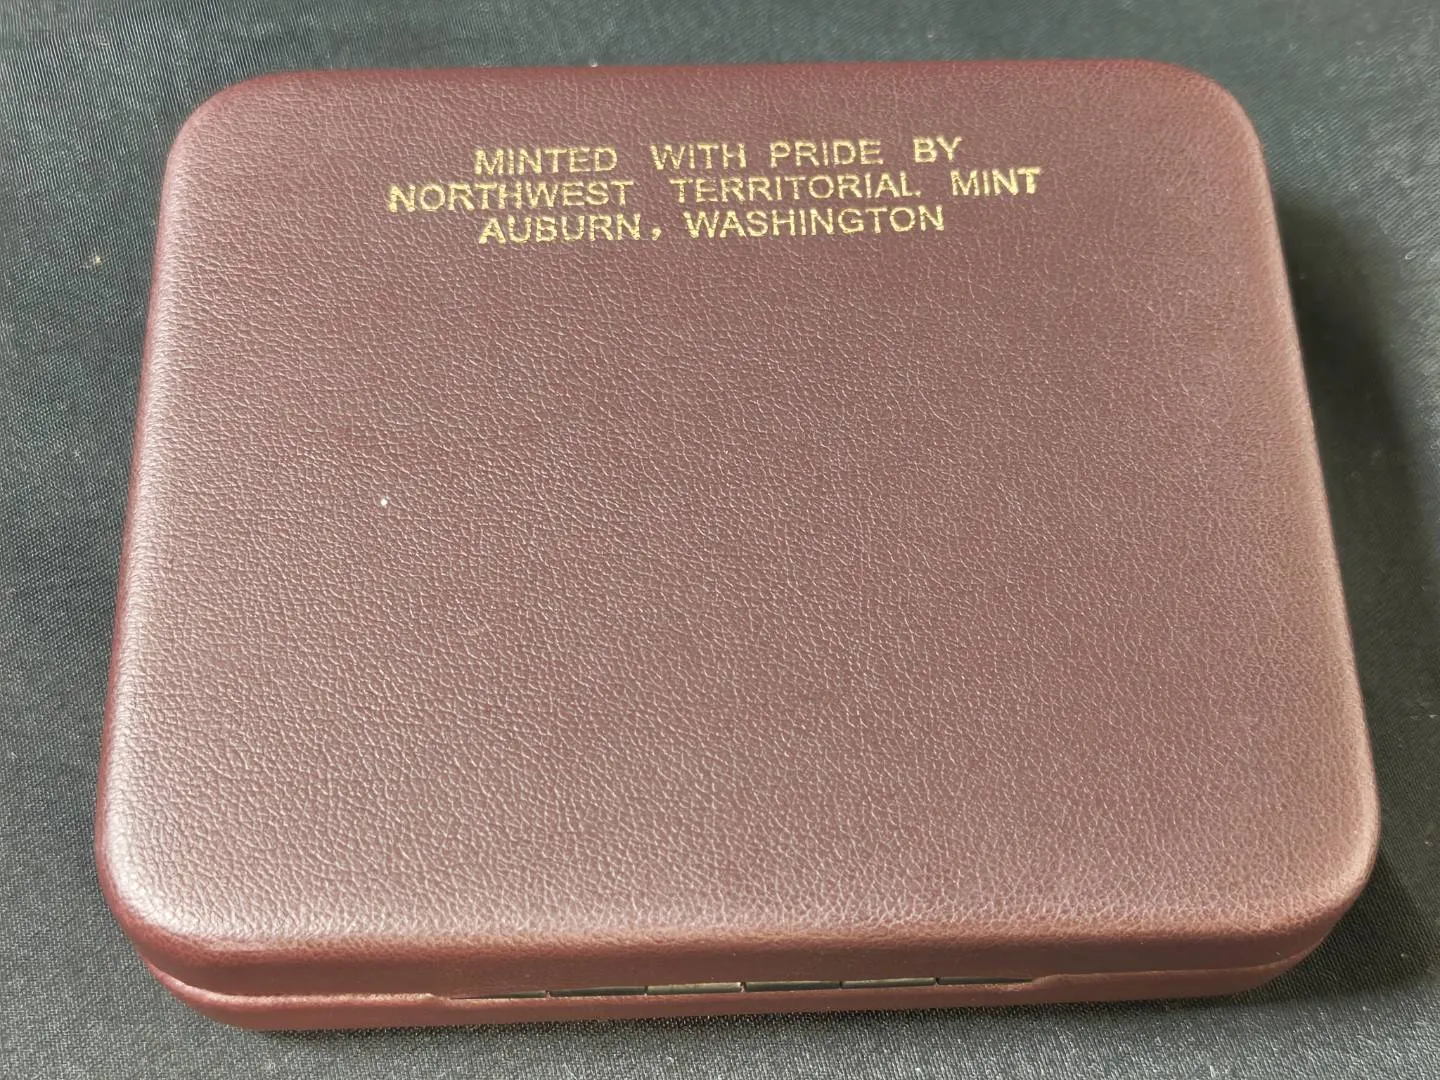 MINTED WITH PRIDE BY
NORTHWEST TERRITORIAL MINT
AUBURN, WASHINGTON